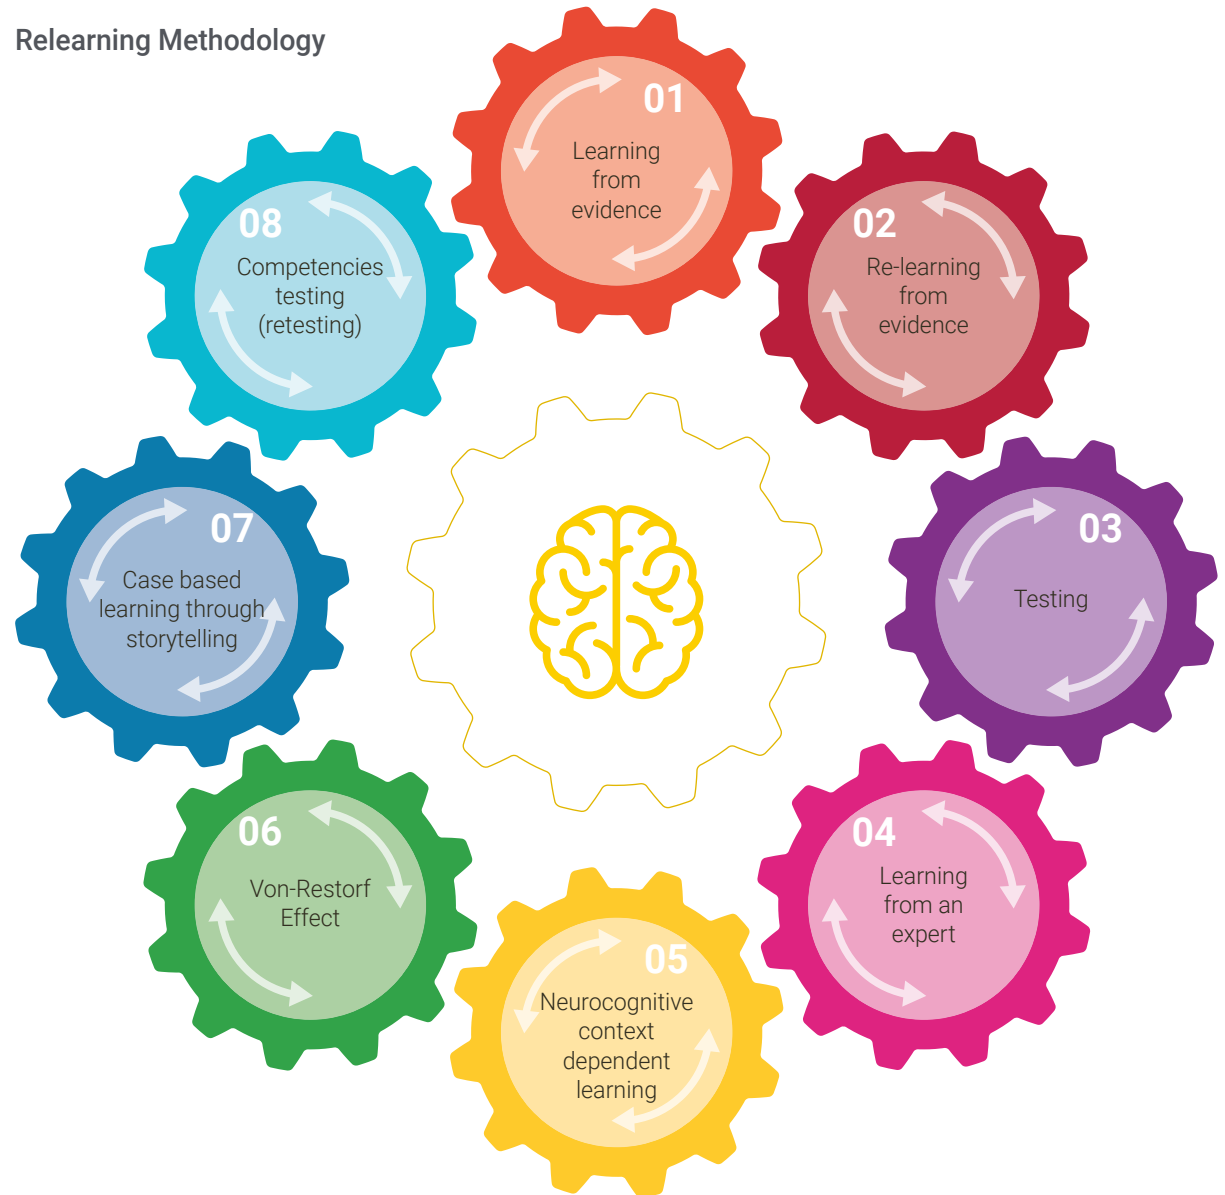 Relearning Methodology
01
Learning
from
evidence
02
Re-learning
from
evidence
03
Testing
04
Learning
from an
expert
05
Neurocognitive
context
dependent
learning
06
Von-Restorf
Effect
07
Case based
learning through
storytelling
08
Competencies
testing
(retesting)